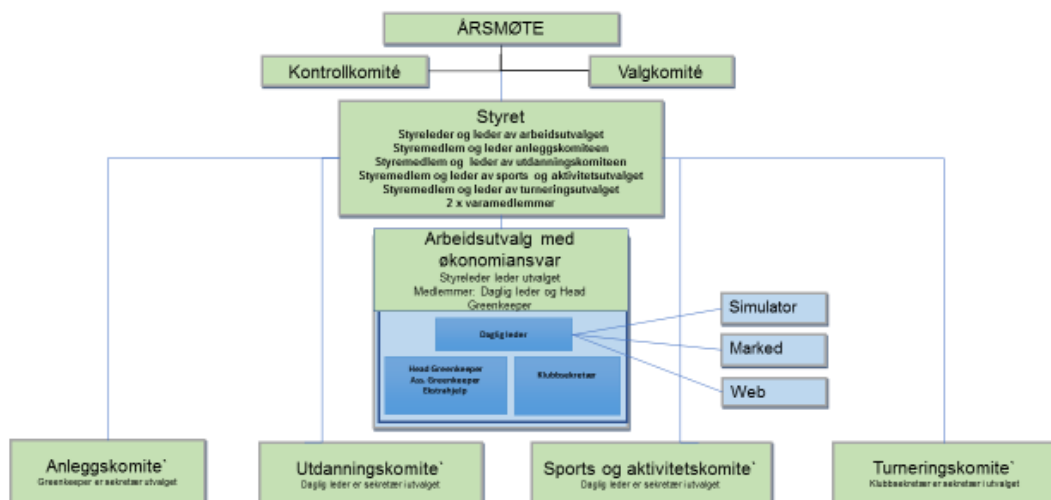 ÅRSMØTE
Kontrollkomité
Valgkomité
Styret
Styreleder og leder av arbeidsutvalget
Styremedlem og leder anleggskomiteen
Styremedlem og leder av utdanningskomiteen
Styremedlem og leder av sports og aktivitetsutvalget
Styremedlem og leder av turneringsutvalget
2 x varamedlemmer
Arbeidsutvalg med
økonomiansvar
Styreleder leder utvalget
Medlemmer: Daglig leder og Head
Greenkeeper
Daglig leder
Head Greenkeeper
Ass. Greenkeeper
Ekstrahjelp
Klubbsekretær
Simulator
Marked
Web
Anleggskomite`
Greenkeeper er sekretær utvalget
Utdanningskomite`
Daglig leder er sekretær i utvalget
Sports og aktivitetskomite`
Daglig leder er sekretær i utvalget
Turneringskomite`
Klubbsekretær er sekretær i utvalget